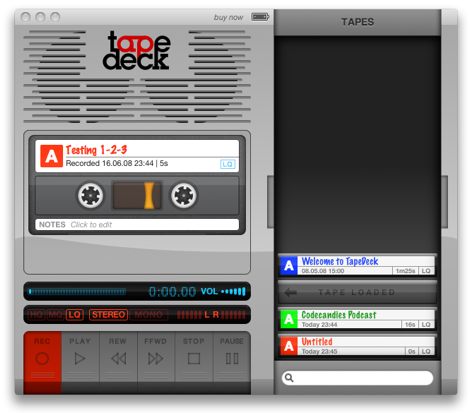 buy now
TAPES
tape
deck
A Testing 1-2-3
Recorded 16.06.08 23:44 | 5s
LQ
NOTES Click to edit
0:00.00 VOL
HQ MQ LQ STEREO MONO L R
REC PLAY REW FFWD STOP PAUSE
A Welcome to TapeDeck
08.05.08 15:00 1m25s LQ
TAPE LOADED
A Codecandies Podcast
Today 23:44 16s LQ
A Untitled
Today 23:45 0s LQ